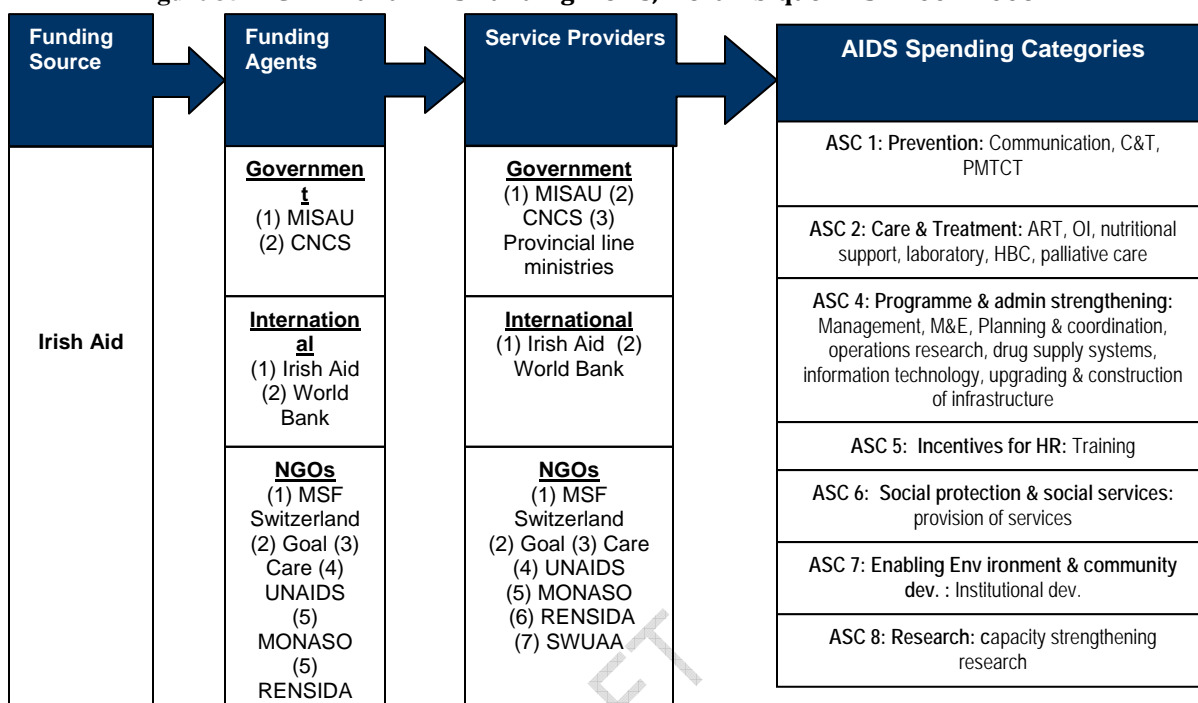 Funding
Source
Funding
Agents
Service Providers
AIDS Spending Categories
Irish Aid
Governmen
t
(1) MISAU
(2) CNCS
Internation
al
(1) Irish Aid
(2) World
Bank
NGOs
(1) MSF
Switzerland
(2) Goal (3)
Care (4)
UNAIDS
(5)
MONASO
(5)
RENSIDA
Government
(1) MISAU (2)
CNCS (3)
Provincial line
ministries
International
(1) Irish Aid (2)
World Bank
NGOs
(1) MSF
Switzerland
(2) Goal (3) Care
(4) UNAIDS
(5) MONASO
(6) RENSIDA
(7) SWUAA
ASC 1: Prevention: Communication, C&T,
PMTCT
ASC 2: Care & Treatment: ART, OI, nutritional
support, laboratory, HBC, palliative care
ASC 4: Programme & admin strengthening:
Management, M&E, Planning & coordination,
operations research, drug supply systems,
information technology, upgrading & construction
of infrastructure
ASC 5: Incentives for HR: Training
ASC 6: Social protection & social services:
provision of services
ASC 7: Enabling Env ironment & community
dev. : Institutional dev.
ASC 8: Research: capacity strengthening
research